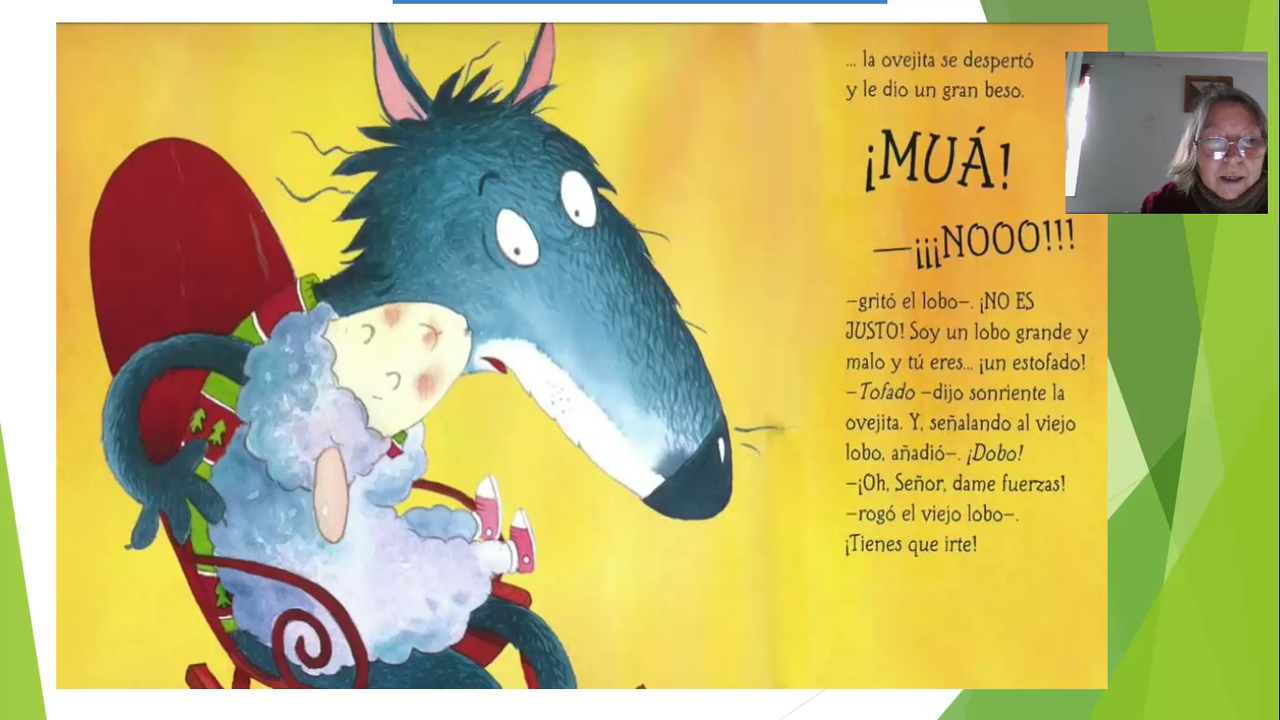 ... la ovejita se despertó
y le dio un gran beso.
¡MUÁ!
—¡¡¡NOOO!!!
–gritó el lobo–. ¡NO ES
JUSTO! Soy un lobo grande y
malo y tú eres... ¡un estofado!
–Tofado –dijo sonriente la
ovejita. Y, señalando al viejo
lobo, añadió–. ¡Dobo!
–¡Oh, Señor, dame fuerzas!
–rogó el viejo lobo–.
¡Tienes que irte!